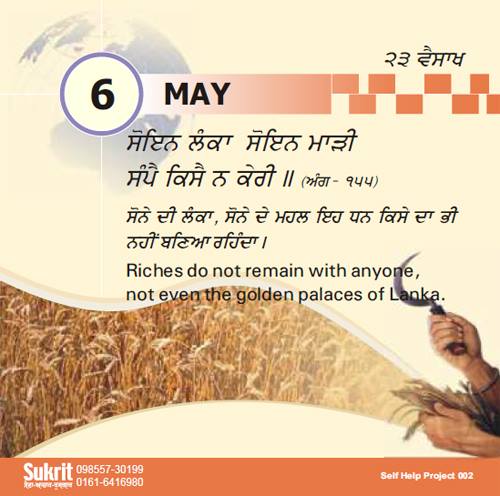 ੨੩ ਵੈਸਾਖ
6 MAY
ਸੋਇਨ ਲੰਕਾ ਸੋਇਨ ਮਾੜੀ
ਸੰਪੈ ਕਿਸੈ ਨ ਕੇਰੀ ॥ (ਅੰਗ - ੧੫੫)
ਸੋਨੇ ਦੀ ਲੰਕਾ, ਸੋਨੇ ਦੇ ਮਹਲ ਇਹ ਧਨ ਕਿਸੇ ਦਾ ਭੀ
ਨਹੀਂ ਬਣਿਆ ਰਹਿੰਦਾ।
Riches do not remain with anyone,
not even the golden palaces of Lanka.
Sukrit 098557-30199
0161-6416980
Self Help Project 002